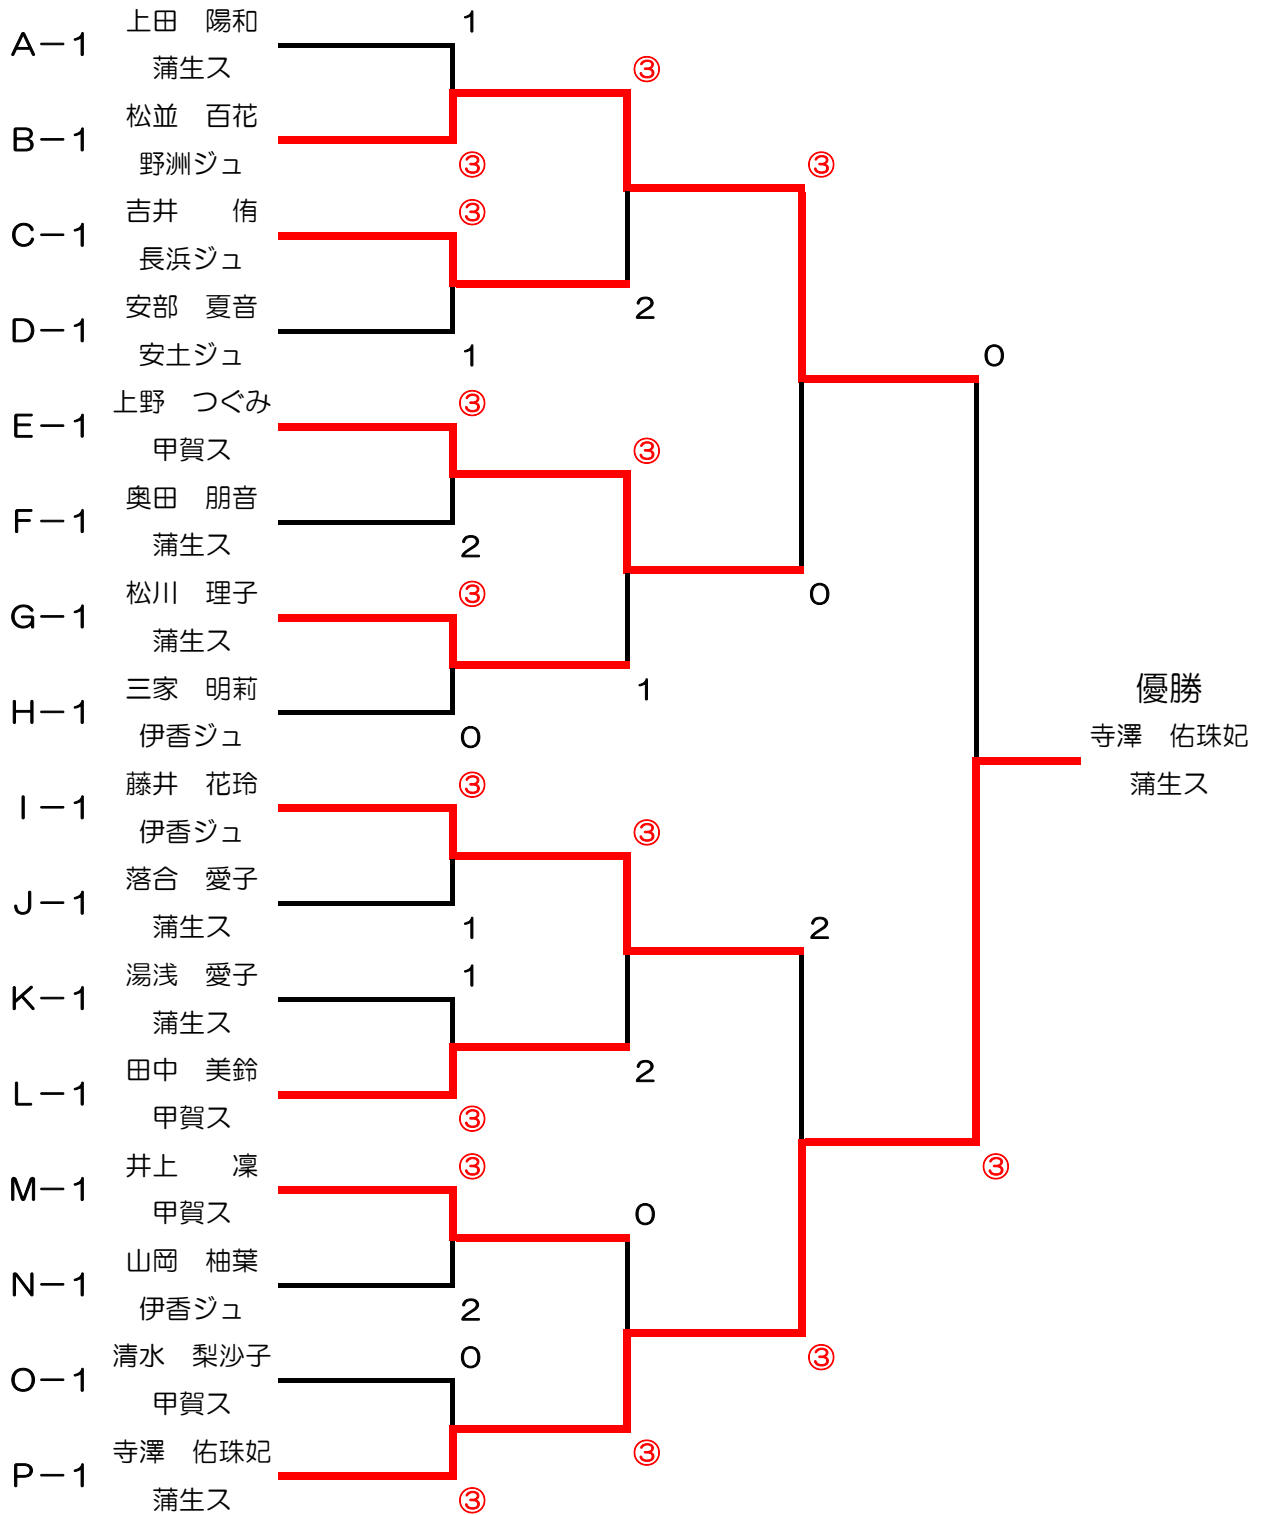 上田　陽和 1
A－1
蒲生ス ③
松並　百花
B－1
野洲ジュ ③ ③
吉井　　侑 ③
C－1
長浜ジュ
安部　夏音 2
D－1
安土ジュ 1 0
上野　つぐみ ③
E－1
甲賀ス ③
奥田　朋音
F－1
蒲生ス 2
松川　理子 ③ 0
G－1
蒲生ス
三家　明莉 1 優勝
H－1
伊香ジュ 0 寺澤　佑珠妃
藤井　花玲 ③ 蒲生ス
I－1
伊香ジュ ③
落合　愛子
J－1
蒲生ス 1 2
湯浅　愛子 1
K－1
蒲生ス
田中　美鈴 2
L－1
甲賀ス ③
井上　　凜 ③ ③
M－1
甲賀ス 0
山岡　柚葉
N－1
伊香ジュ 2
清水　梨沙子 0 ③
O－1
甲賀ス
寺澤　佑珠妃 ③
P－1
蒲生ス ③